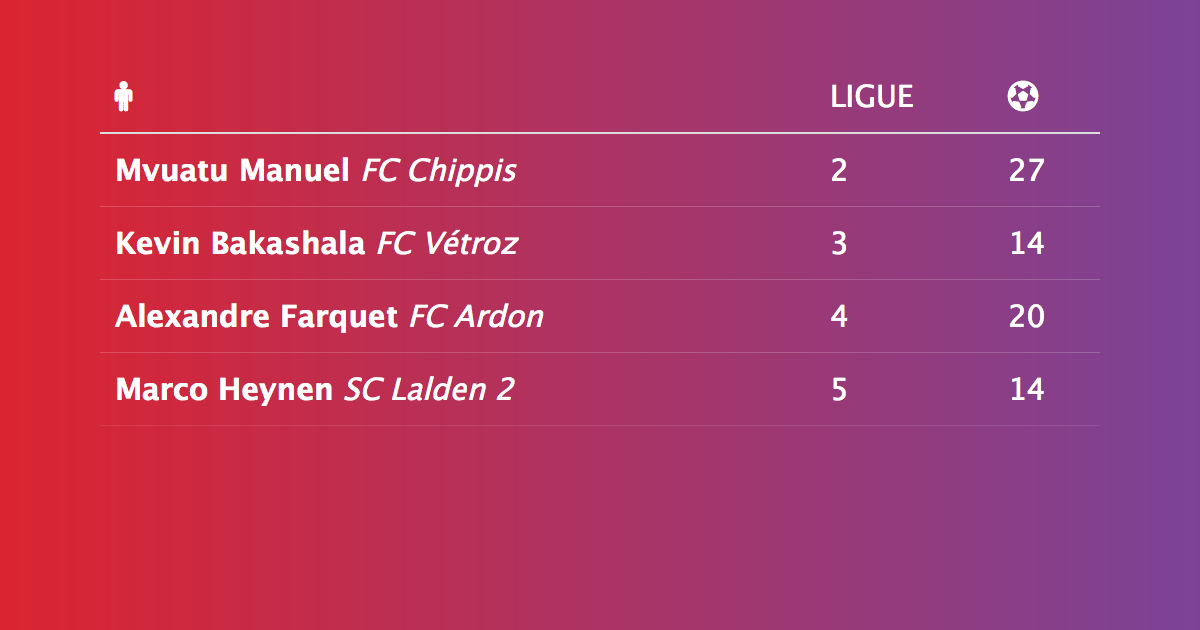 LIGUE
Mvuatu Manuel FC Chippis 2 27
Kevin Bakashala FC Vétroz 3 14
Alexandre Farquet FC Ardon 4 20
Marco Heynen SC Lalden 2 5 14